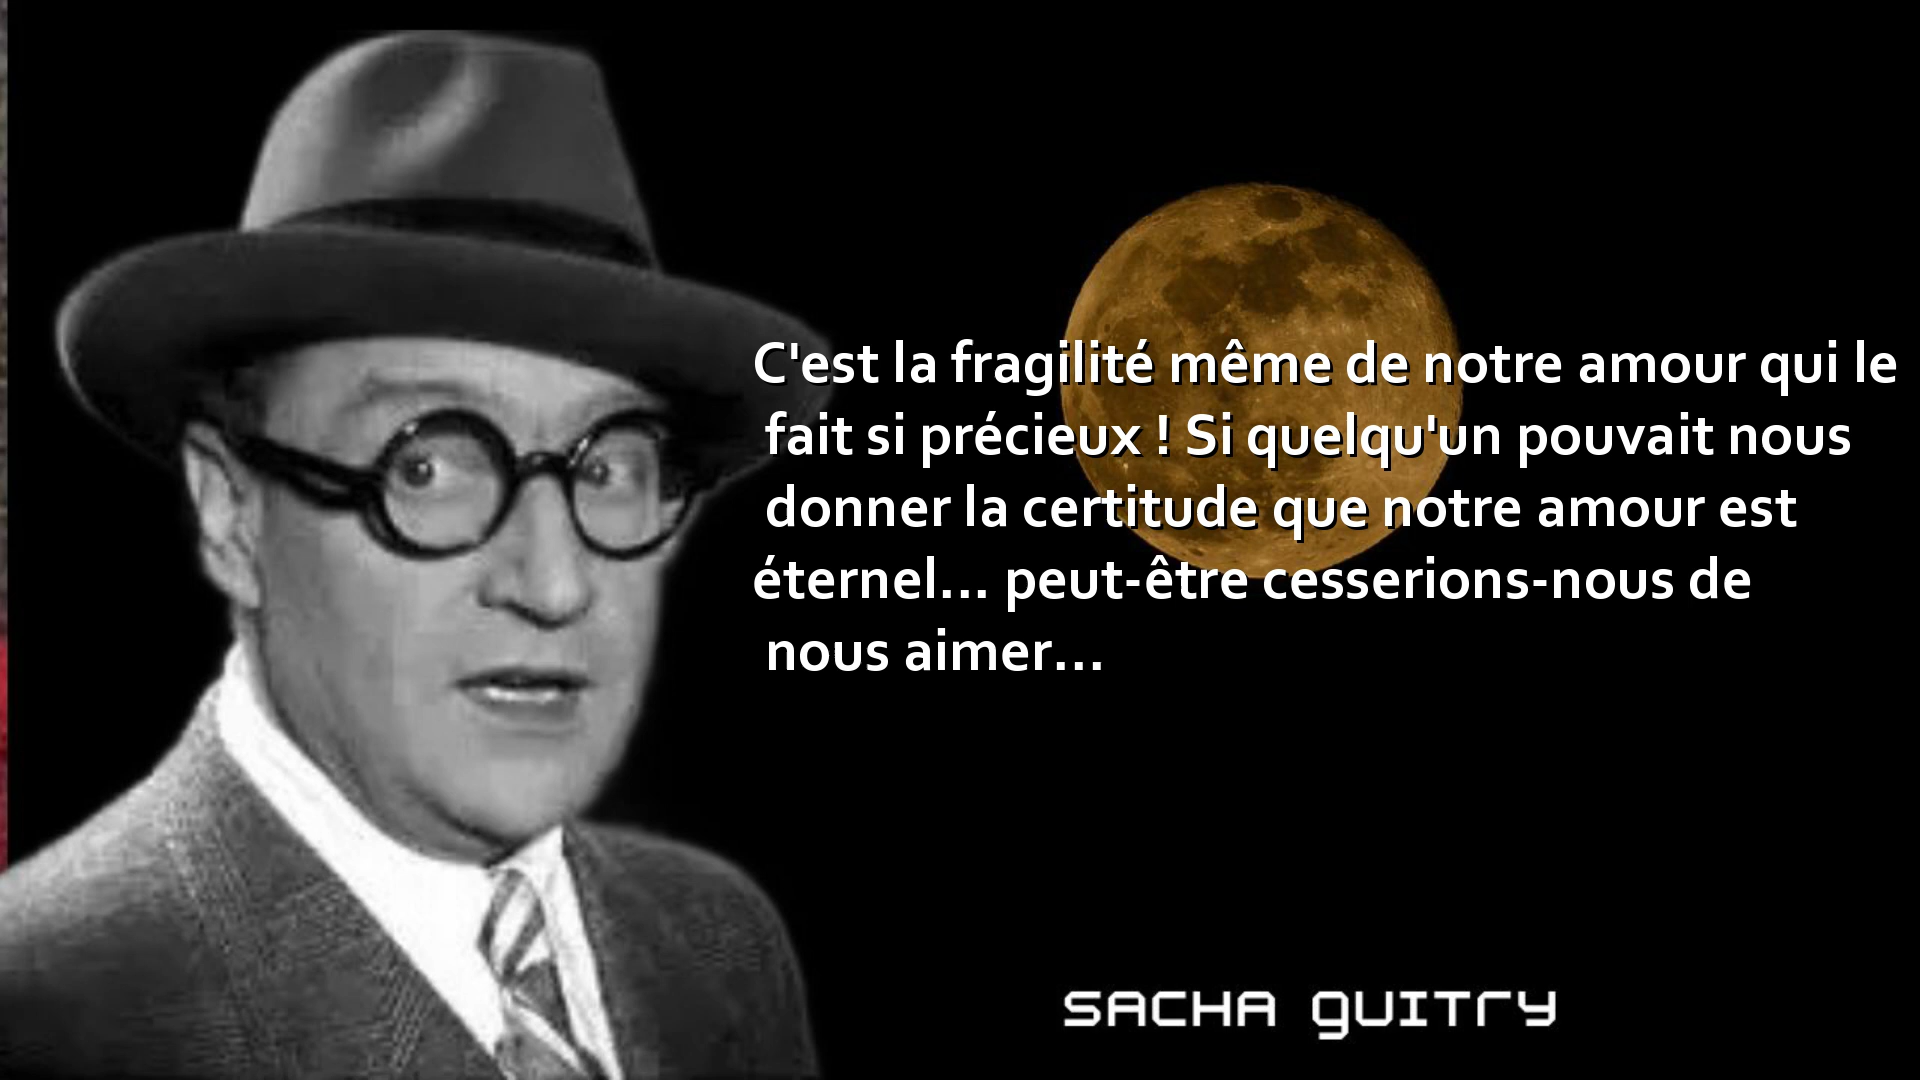 C'est la fragilité même de notre amour qui le
fait si précieux ! Si quelqu'un pouvait nous
donner la certitude que notre amour est
éternel... peut-être cesserions-nous de
nous aimer...
SACHA GUITRY